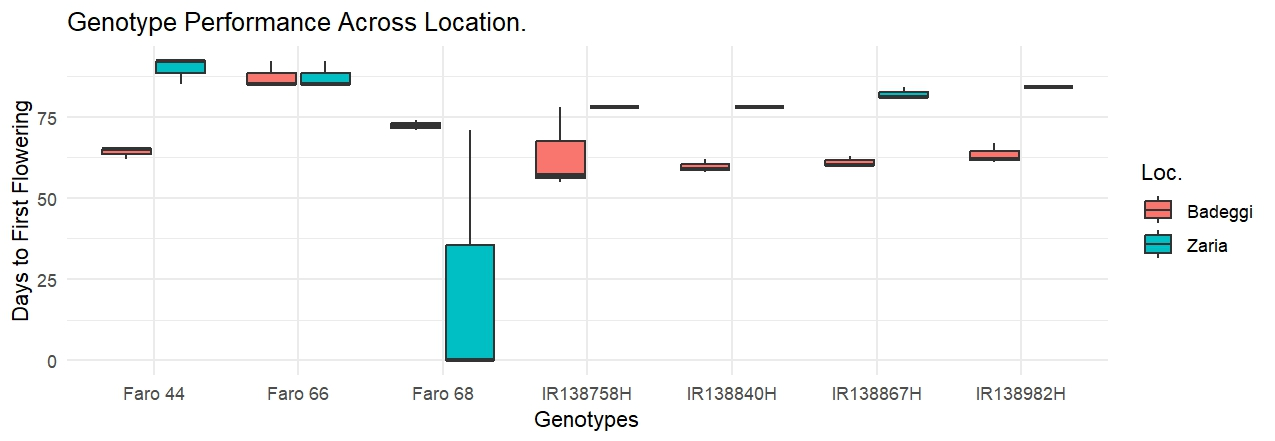 Genotype Performance Across Location.
Days to First Flowering
75
50
25
0
Faro 44 Faro 66 Faro 68 IR138758H IR138840H IR138867H IR138982H
Genotypes
Loc.
Badeggi
Zaria